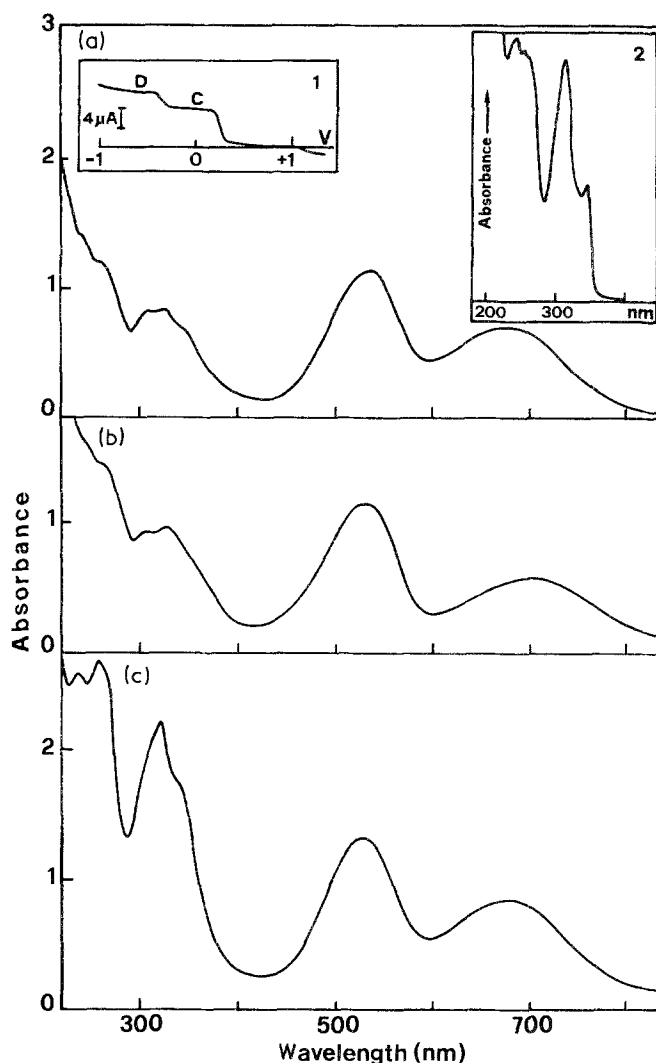 3
(a)
D
C
1
4μA
V
-1
0
+1
2
Absorbance
200
300
nm
2
1
0
(b)
1
0
(c)
2
1
0
Absorbance
300
500
700
Wavelength (nm)